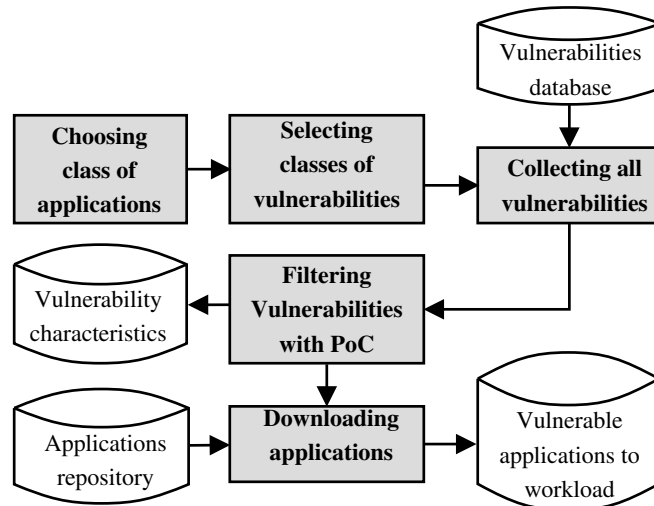 Vulnerabilities
database
Choosing
class of
applications
Selecting
classes of
vulnerabilities
Collecting all
vulnerabilities
Vulnerability
characteristics
Filtering
Vulnerabilities
with PoC
Applications
repository
Downloading
applications
Vulnerable
applications to
workload